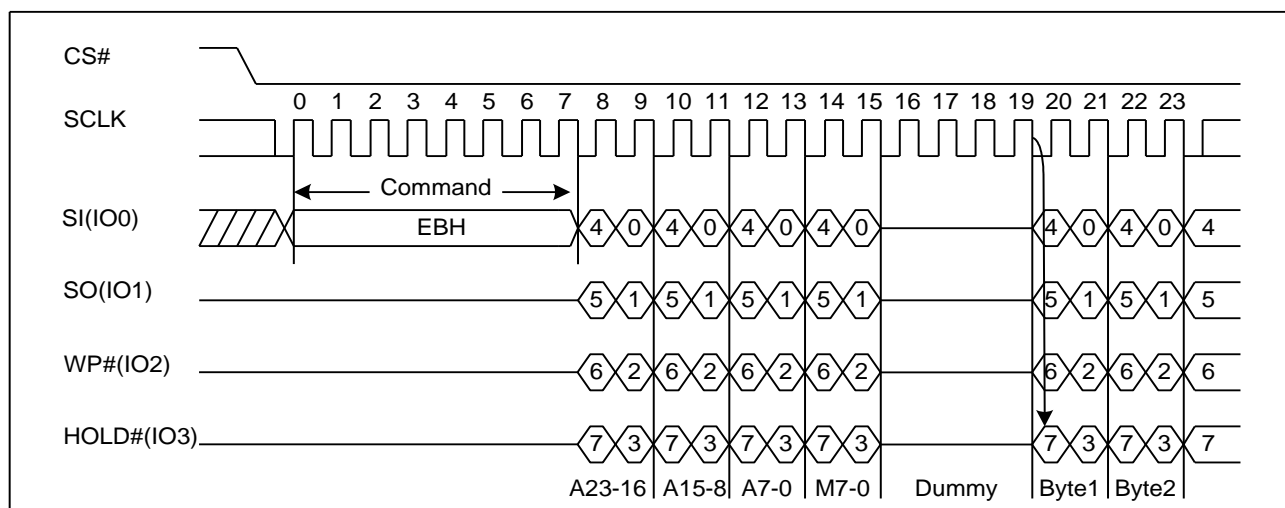 CS#
0 1 2 3 4 5 6 7 8 9 10 11 12 13 14 15 16 17 18 19 20 21 22 23
SCLK
Command
SI(IO0) EBH 4 0 4 0 4 0 4 0 4 0 4 0 4
SO(IO1) 5 1 5 1 5 1 5 1 5 1 5 1 5
WP#(IO2) 6 2 6 2 6 2 6 2 6 2 6 2 6
HOLD#(IO3) 7 3 7 3 7 3 7 3 7 3 7 3 7
A23-16 A15-8 A7-0 M7-0 Dummy Byte1 Byte2